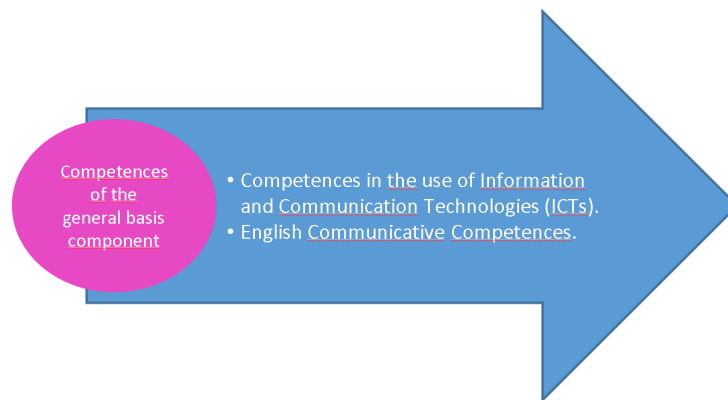 Competences
of the
general basis
component
• Competences in the use of Information
and Communication Technologies (ICTs).
• English Communicative Competences.